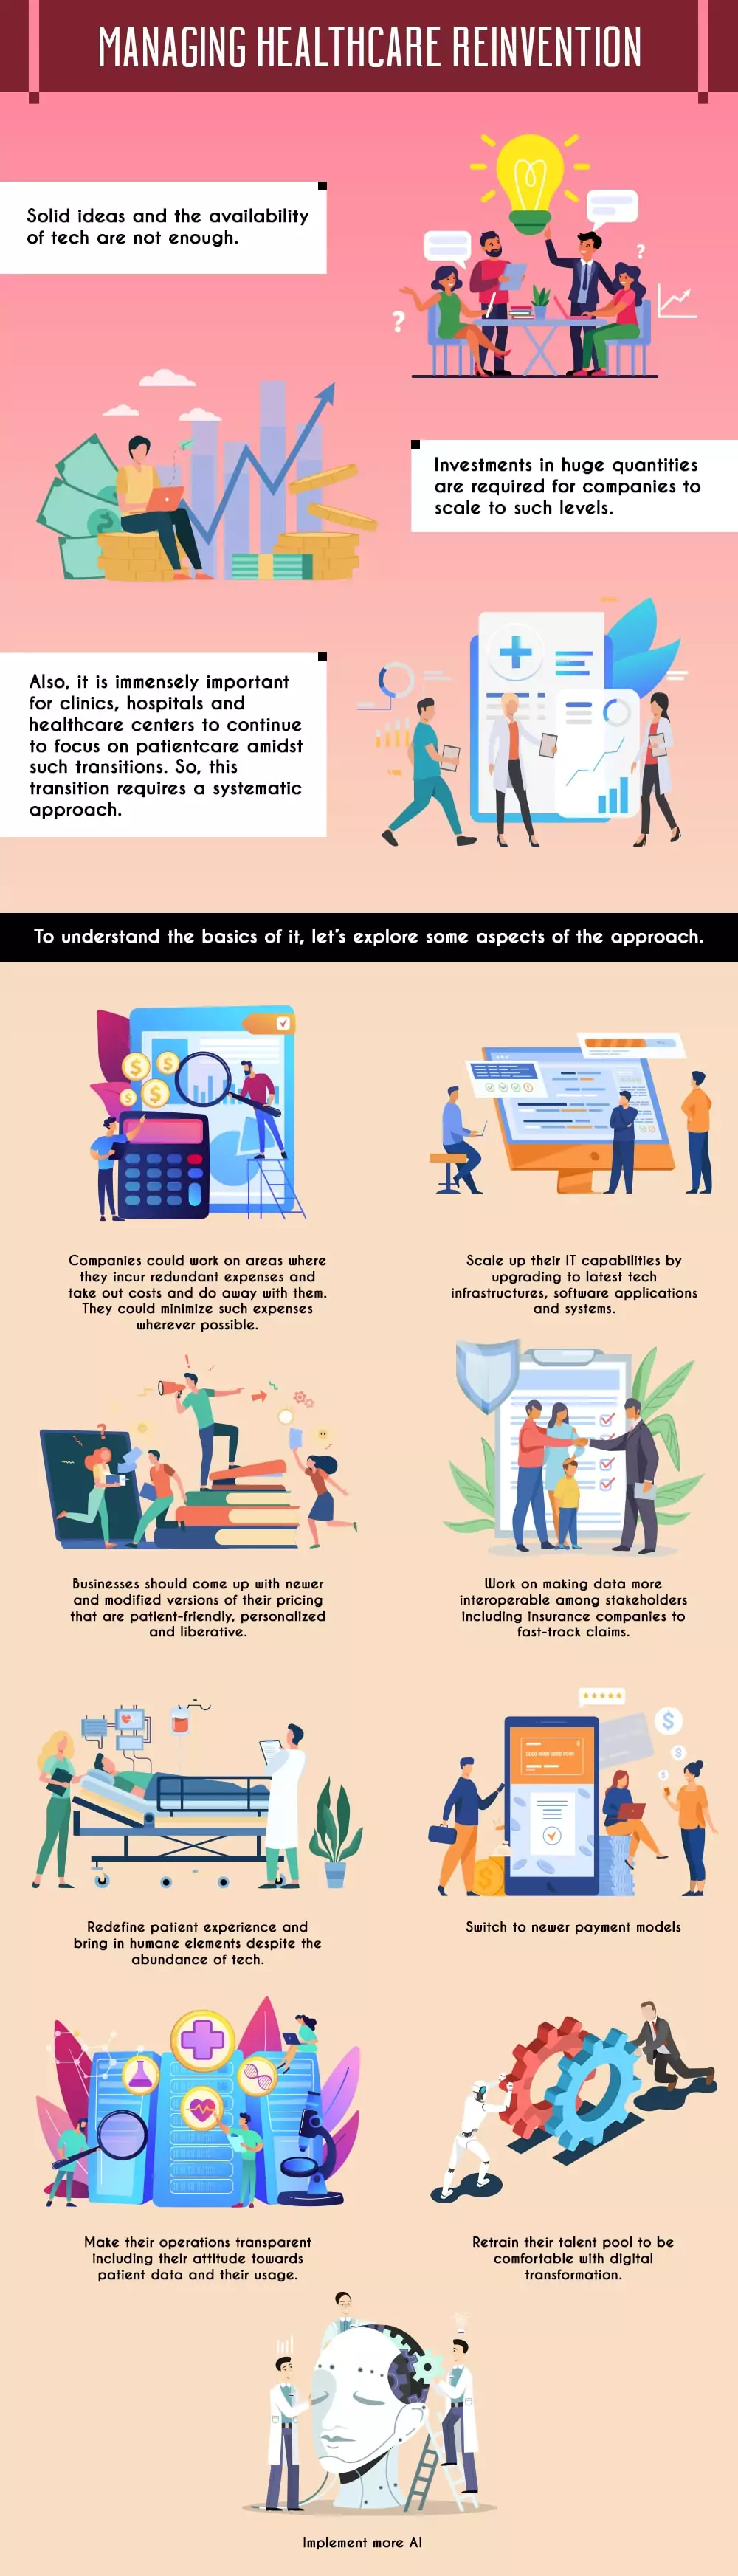 MANAGING HEALTHCARE REINVENTION
Solid ideas and the availability
of tech are not enough.
Investments in huge quantities
are required for companies to
scale to such levels.
Also, it is immensely important
for clinics, hospitals and
healthcare centers to continue
to focus on patientcare amidst
such transitions. So, this
transition requires a systematic
approach.
To understand the basics of it, let's explore some aspects of the approach.
Companies could work on areas where
they incur redundant expenses and
take out costs and do away with them.
They could minimize such expenses
wherever possible.
Scale up their IT capabilities by
upgrading to latest tech
infrastructures, software applications
and systems.
Businesses should come up with newer
and modified versions of their pricing
that are patient-friendly, personalized
and liberative.
Work on making data more
interoperable among stakeholders
including insurance companies to
fast-track claims.
Redefine patient experience and
bring in humane elements despite the
abundance of tech.
Switch to newer payment models
Make their operations transparent
including their attitude towards
patient data and their usage.
Retrain their talent pool to be
comfortable with digital
transformation.
Implement more AI